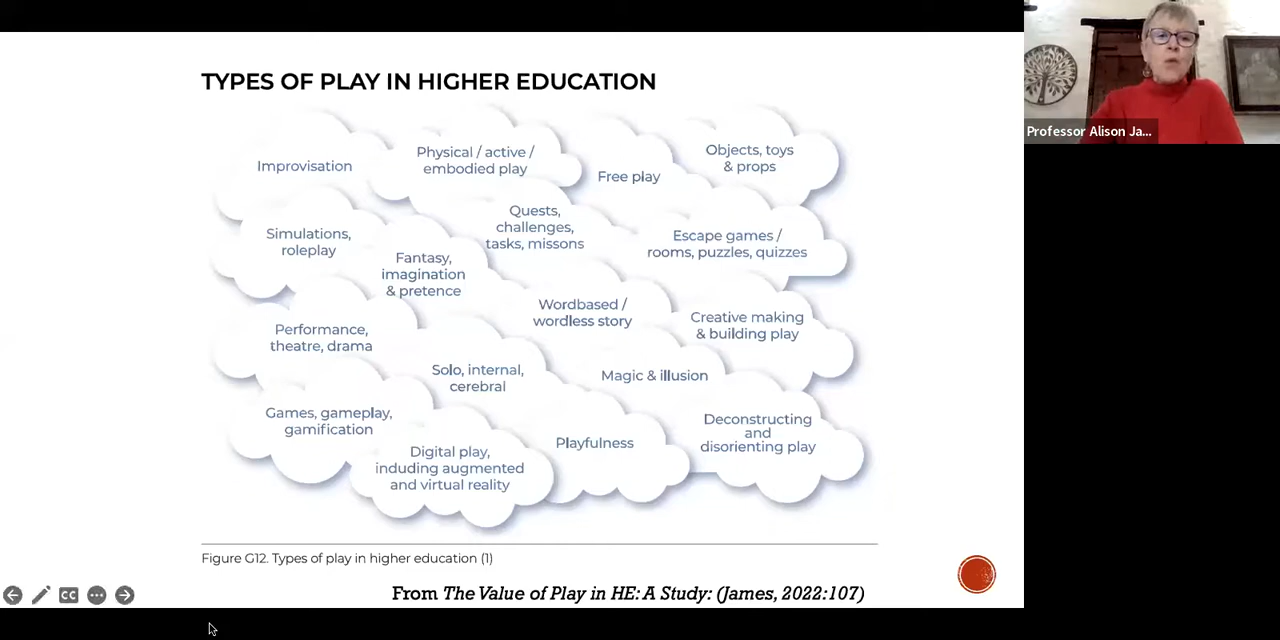 TYPES OF PLAY IN HIGHER EDUCATION
Improvisation
Physical / active /
embodied play
Free play
Objects, toys
& props
Simulations,
roleplay
Fantasy,
imagination
& pretence
Quests,
challenges,
tasks, missons
Escape games /
rooms, puzzles, quizzes
Performance,
theatre, drama
Wordbased /
wordless story
Creative making
& building play
Solo, internal,
cerebral
Magic & illusion
Games, gameplay,
gamification
Digital play,
including augmented
and virtual reality
Playfulness
Deconstructing
and
disorienting play
Figure G12. Types of play in higher education (1)
From The Value of Play in HE: A Study: (James, 2022:107)
CC
Professor Alison Ja...